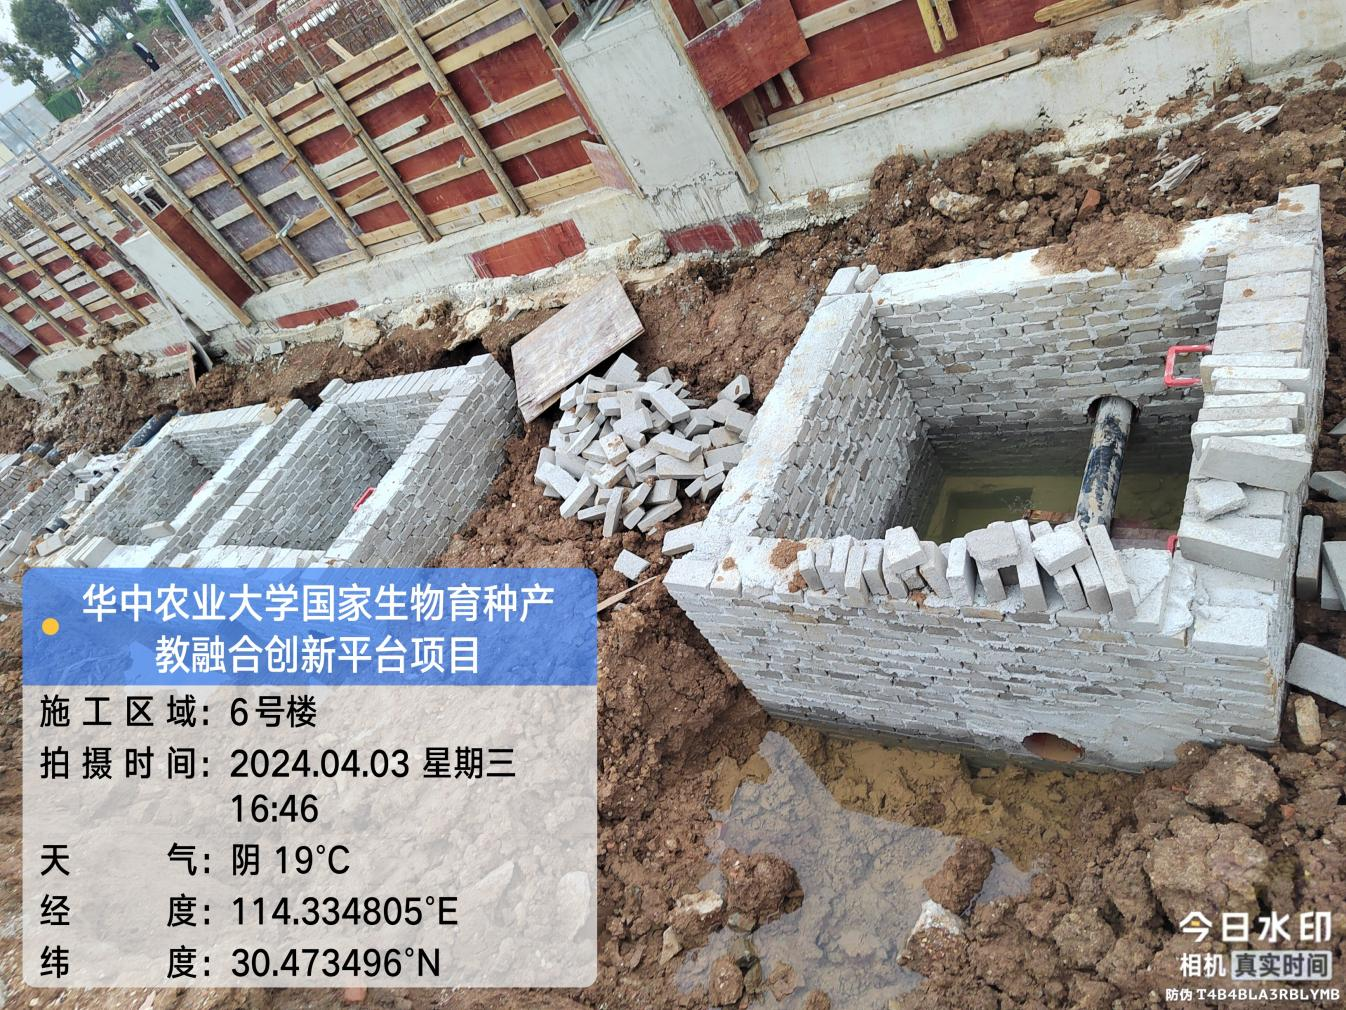 华中农业大学国家生物育种产
教融合创新平台项目
施工区域：6号楼
拍摄时间：2024.04.03 星期三
16:46
天气：阴 19°C
经度：114.334805°E
纬度：30.473496°N
今日水印
相机 真实时间
防伪 T4B4BLA3RBLYMB